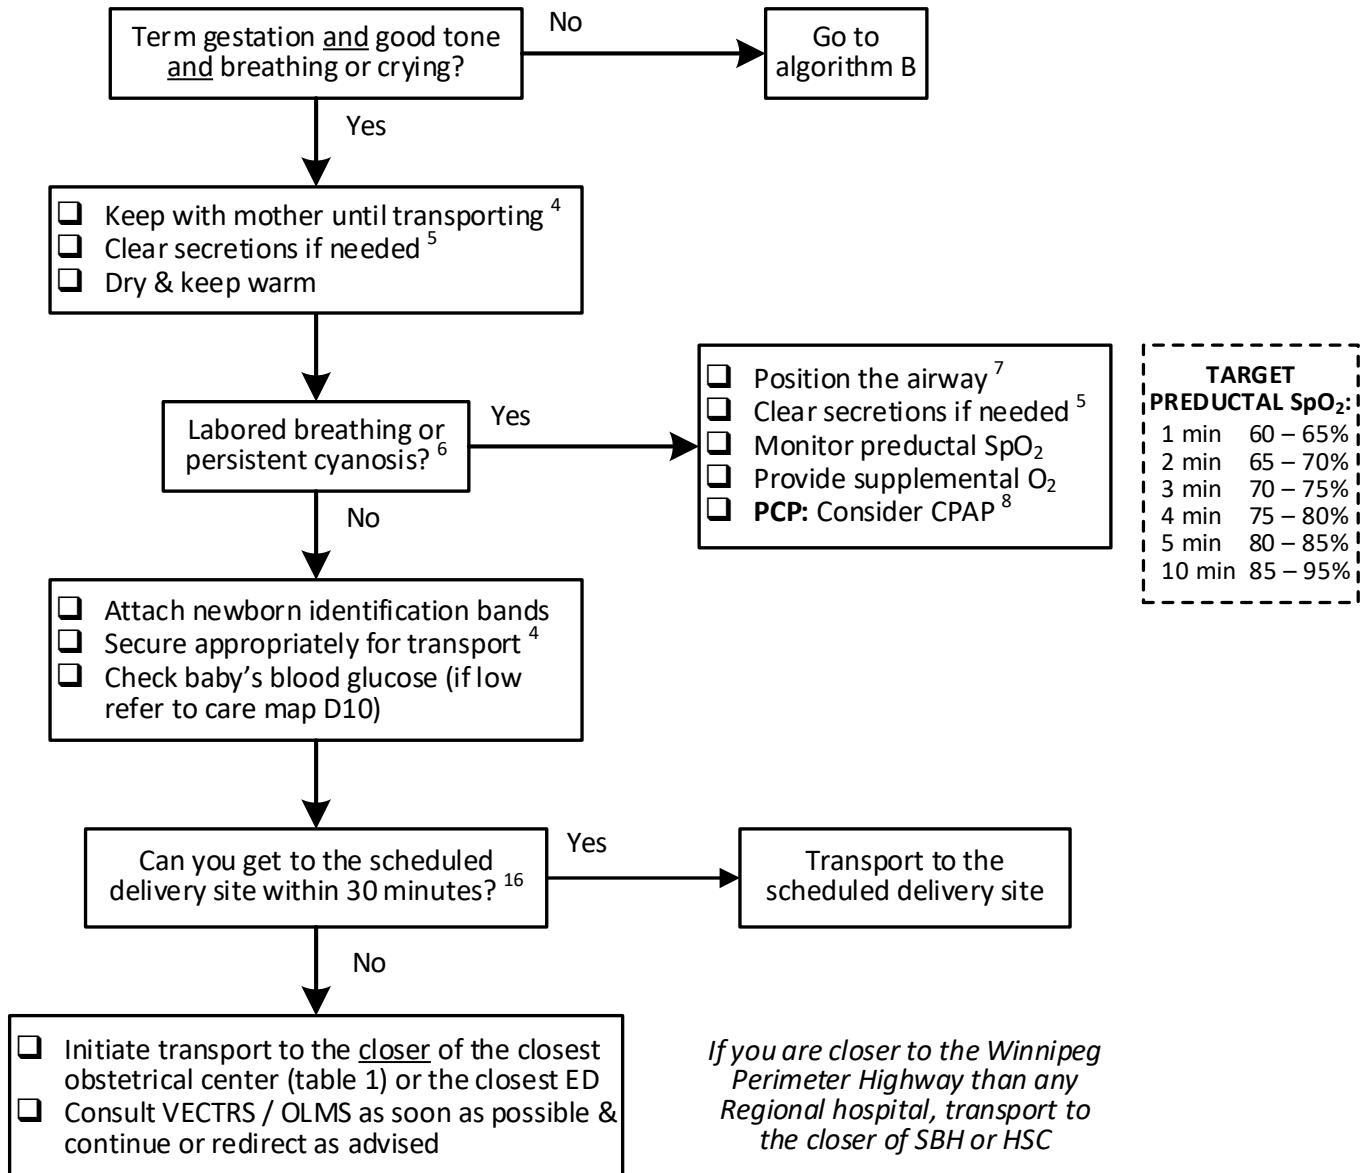 Term gestation and good tone
and breathing or crying?
No
Go to
algorithm B
Yes
❑ Keep with mother until transporting 4
❑ Clear secretions if needed 5
❑ Dry & keep warm
Labored breathing or
persistent cyanosis? 6
Yes
❑ Position the airway 7
❑ Clear secretions if needed 5
❑ Monitor preductal SpO2
❑ Provide supplemental O2
❑ PCP: Consider CPAP 8
TARGET
PREDUCTAL SpO2:
1 min 60 – 65%
2 min 65 – 70%
3 min 70 – 75%
4 min 75 – 80%
5 min 80 – 85%
10 min 85 – 95%
No
❑ Attach newborn identification bands
❑ Secure appropriately for transport 4
❑ Check baby’s blood glucose (if low
refer to care map D10)
Can you get to the scheduled
delivery site within 30 minutes? 16
Yes
Transport to the
scheduled delivery site
No
❑ Initiate transport to the closer of the closest
obstetrical center (table 1) or the closest ED
❑ Consult VECTRS / OLMS as soon as possible &
continue or redirect as advised
If you are closer to the Winnipeg
Perimeter Highway than any
Regional hospital, transport to
the closer of SBH or HSC